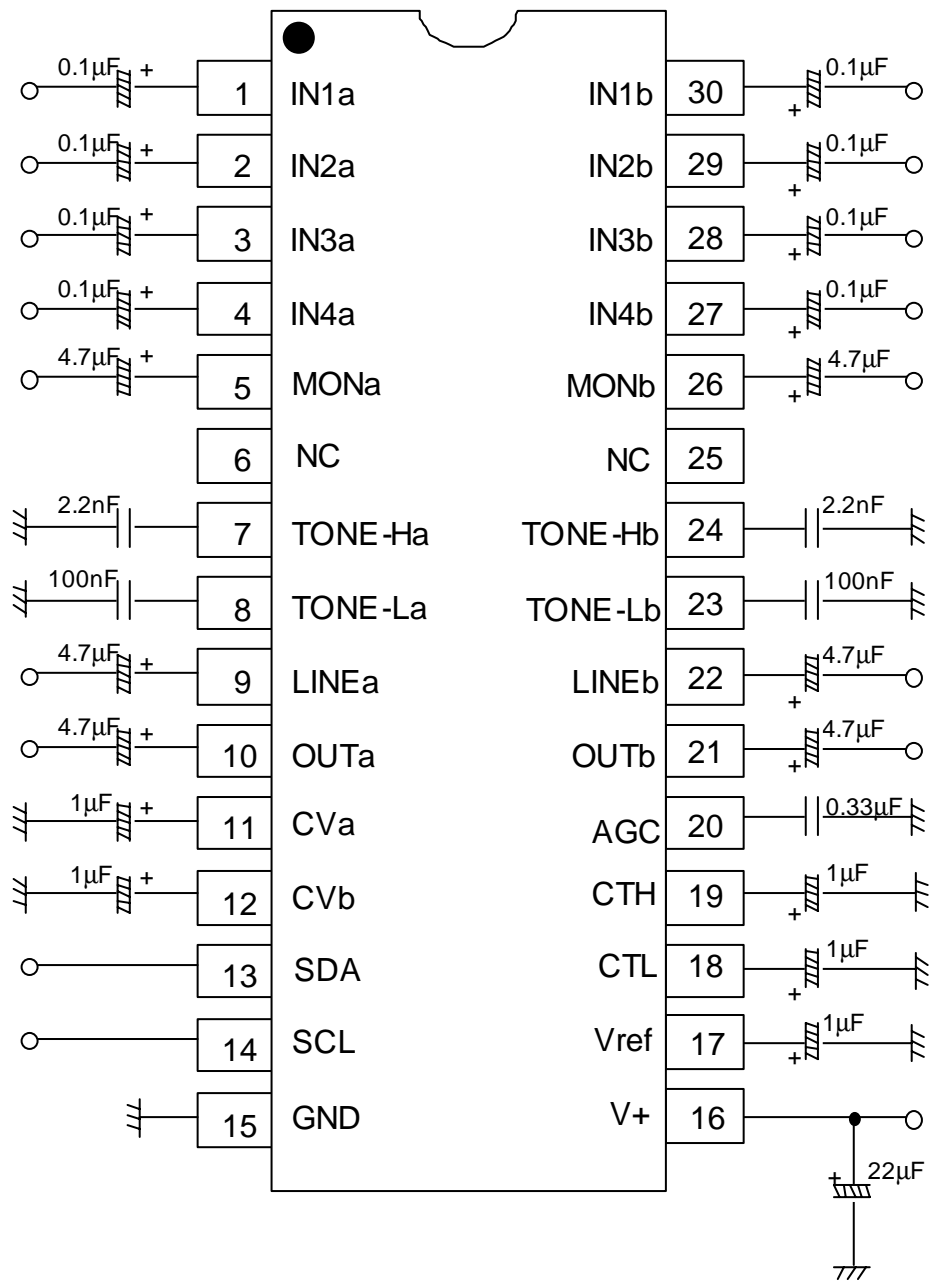 0.1µF + 1 IN1a IN1b 30 + 0.1µF
0.1µF + 2 IN2a IN2b 29 + 0.1µF
0.1µF + 3 IN3a IN3b 28 + 0.1µF
0.1µF + 4 IN4a IN4b 27 + 0.1µF
4.7µF + 5 MONa MONb 26 + 4.7µF
6 NC NC 25
2.2nF 7 TONE-Ha TONE-Hb 24 2.2nF
100nF 8 TONE-La TONE-Lb 23 100nF
4.7µF + 9 LINEa LINEb 22 + 4.7µF
4.7µF + 10 OUTa OUTb 21 + 4.7µF
1µF + 11 CVa AGC 20 0.33µF
1µF + 12 CVb CTH 19 + 1µF
13 SDA CTL 18 + 1µF
14 SCL Vref 17 + 1µF
15 GND V+ 16
+ 22µF